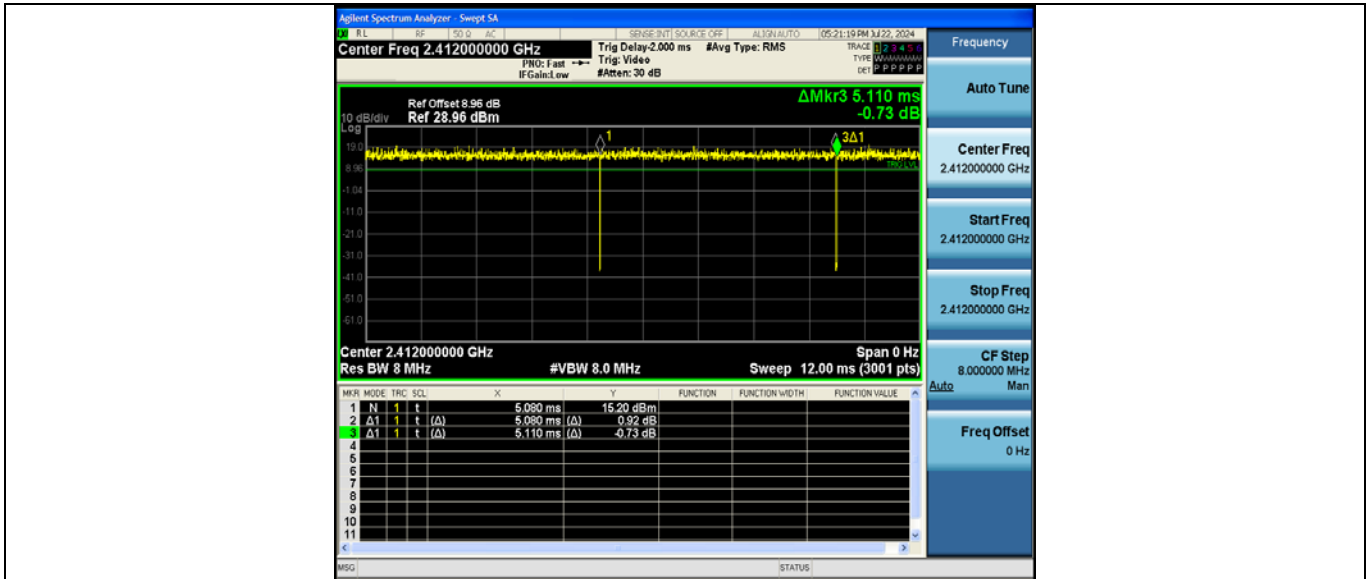 Agilent Spectrum Analyzer - Swept SA
RL RF 50 Ω AC SENSE:INT SOURCE OFF ALIGN AUTO 05:21:19 PM Jul 22, 2024
Center Freq 2.412000000 GHz
PNO: Fast
IFGain:Low
Trig Delay-2.000 ms #Avg Type: RMS
Trig: Video
#Atten: 30 dB
TRACE 1 2 3 4 5 6
TYPE WWWWWW
DET P P P P P P
ΔMkr3 5.110 ms
-0.73 dB
Ref Offset 8.96 dB
10 dB/div Ref 28.96 dBm
Log
1
3Δ1
19.0
8.96
TRIG LVL
-1.04
-11.0
-21.0
-31.0
-41.0
-51.0
-61.0
Center 2.412000000 GHz Span 0 Hz
Res BW 8 MHz #VBW 8.0 MHz Sweep 12.00 ms (3001 pts)
MKR MODE TRC SCL X Y FUNCTION FUNCTION WIDTH FUNCTION VALUE
1 N 1 t 5.080 ms 15.20 dBm
2 Δ1 1 t (Δ) 5.080 ms (Δ) 0.92 dB
3 Δ1 1 t (Δ) 5.110 ms (Δ) -0.73 dB
4
5
6
7
8
9
10
11
MSG STATUS
Frequency
Auto Tune
Center Freq
2.412000000 GHz
Start Freq
2.412000000 GHz
Stop Freq
2.412000000 GHz
CF Step
8.000000 MHz
Auto Man
Freq Offset
0 Hz